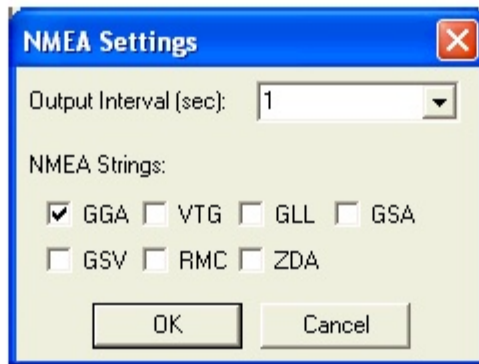 NMEA Settings
Output Interval (sec): 1
NMEA Strings:
GGA VTG GLL GSA
GSV RMC ZDA
OK Cancel